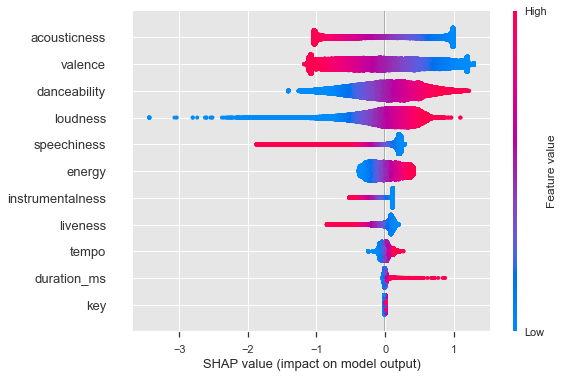 High
acousticness
valence
danceability
loudness
speechiness
energy
instrumentalness
liveness
tempo
duration_ms
key
Feature value
Low
−3 −2 −1 0 1
SHAP value (impact on model output)